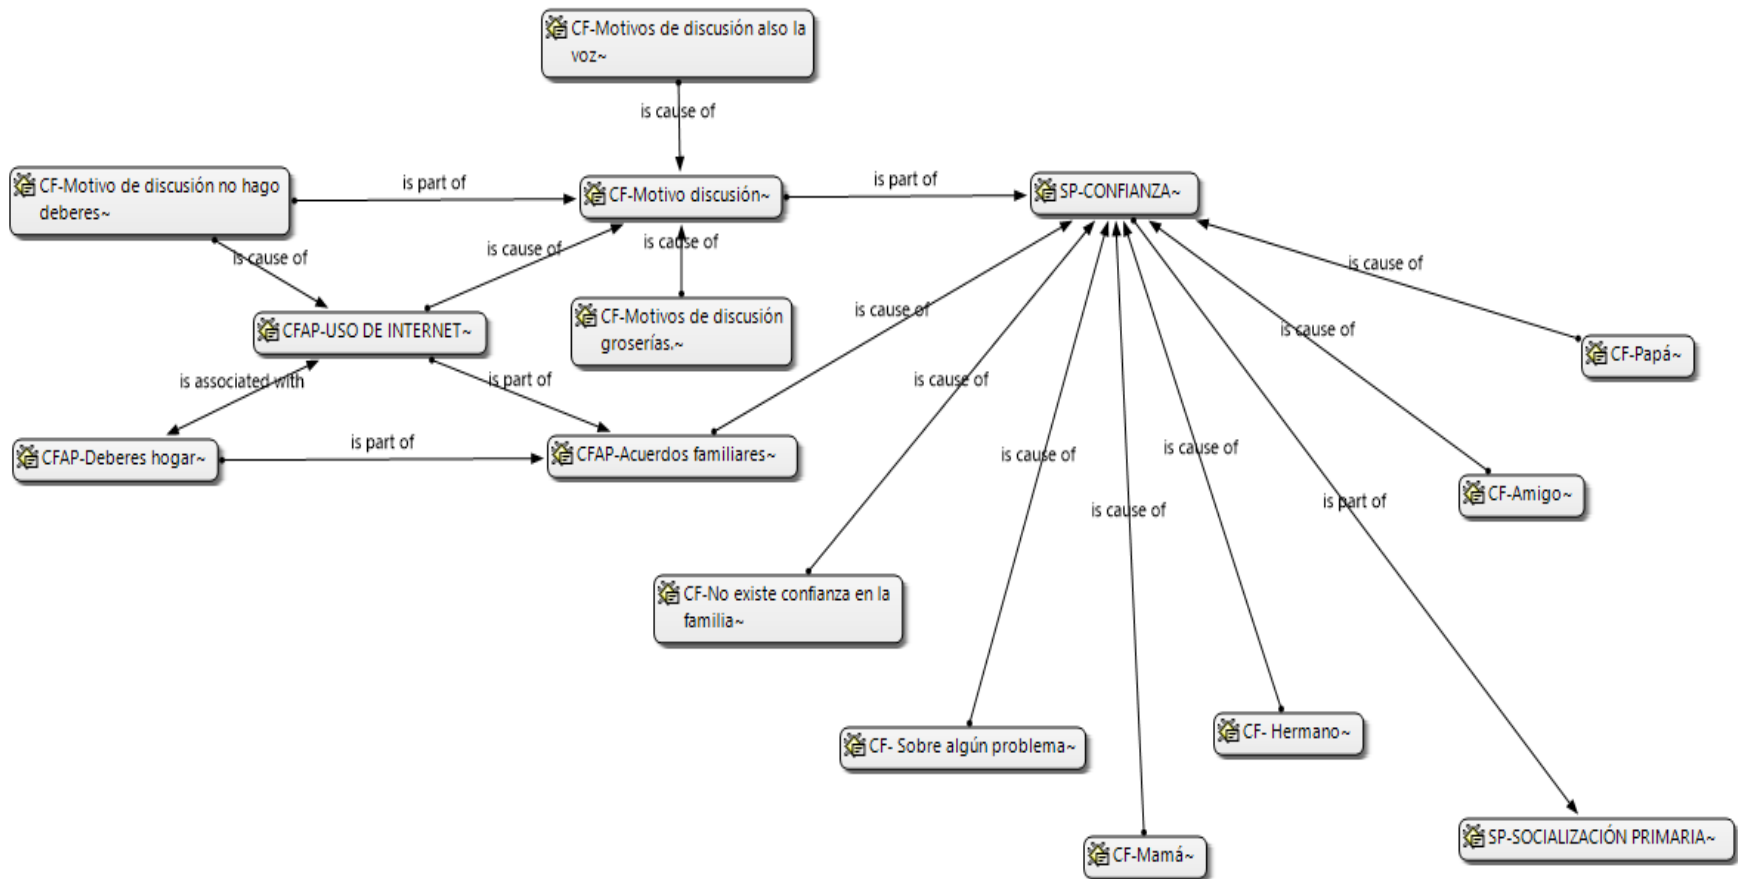 CF-Motivos de discusión also la
voz~
is cause of
CF-Motivo de discusión no hago
deberes~
is part of
CF-Motivo discusión~
is part of
SP-CONFIANZA~
is cause of
is cause of
is cause of
is cause of
CFAP-USO DE INTERNET~
CF-Motivos de discusión
groserías.~
is cause of
is cause of
CF-Papá~
is associated with
is part of
is cause of
CFAP-Deberes hogar~
is part of
CFAP-Acuerdos familiares~
is cause of
is cause of
CF-Amigo~
is cause of
is part of
CF-No existe confianza en la
familia~
CF- Sobre algún problema~
CF- Hermano~
CF-Mamá~
SP-SOCIALIZACIÓN PRIMARIA~